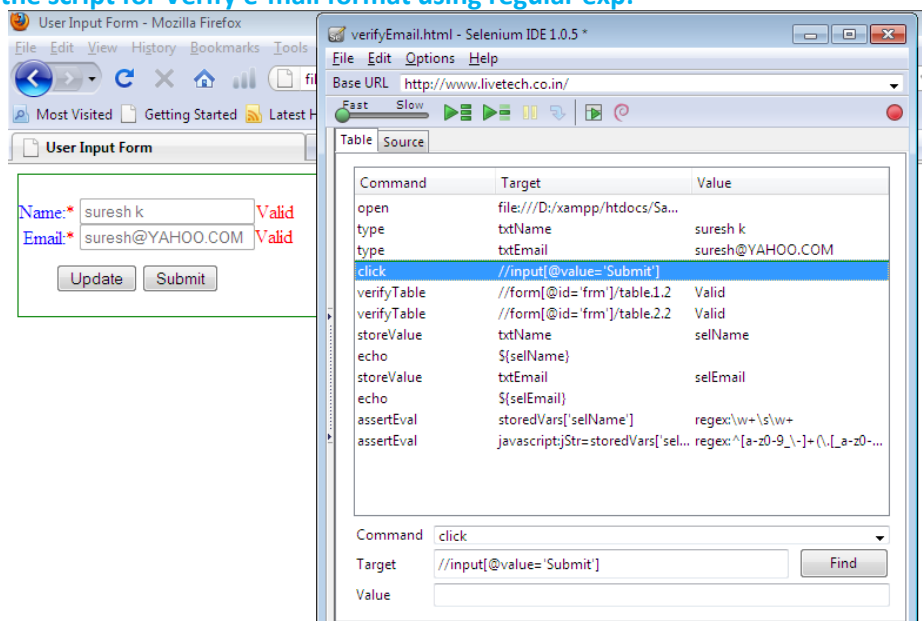 the script for Verify e-mail format using regular exp.
User Input Form - Mozilla Firefox
File Edit View History Bookmarks Tools
fil
Most Visited Getting Started Latest H
User Input Form
Name:* suresh k Valid
Email:* suresh@YAHOO.COM Valid
Update Submit
verifyEmail.html - Selenium IDE 1.0.5 *
File Edit Options Help
Base URL http://www.livetech.co.in/
Fast Slow
Table Source
Command Target Value
open file:///D:/xampp/htdocs/Sa...
type txtName suresh k
type txtEmail suresh@YAHOO.COM
click //input[@value='Submit']
verifyTable //form[@id='frm']/table.1.2 Valid
verifyTable //form[@id='frm']/table.2.2 Valid
storeValue txtName selName
echo ${selName}
storeValue txtEmail selEmail
echo ${selEmail}
assertEval storedVars['selName'] regex:\w+\s\w+
assertEval javascript:jStr=storedVars['sel... regex:^[a-z0-9_\-]+(\.[_a-z0-...
Command click
Target //input[@value='Submit'] Find
Value